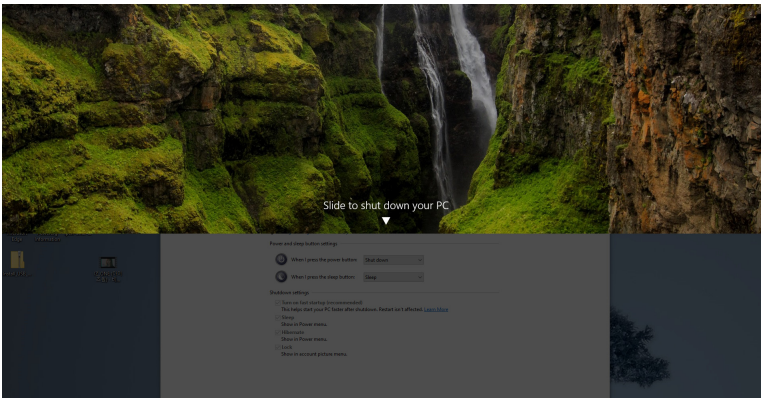 Slide to shut down your PC
Power and sleep button settings
When I press the power button: Shut down
When I press the sleep button: Sleep
Shutdown settings
Turn on fast startup (recommended)
This helps start your PC faster after shutdown. Restart isn't affected. Learn More
Sleep
Show in Power menu.
Hibernate
Show in Power menu.
Lock
Show in account picture menu.